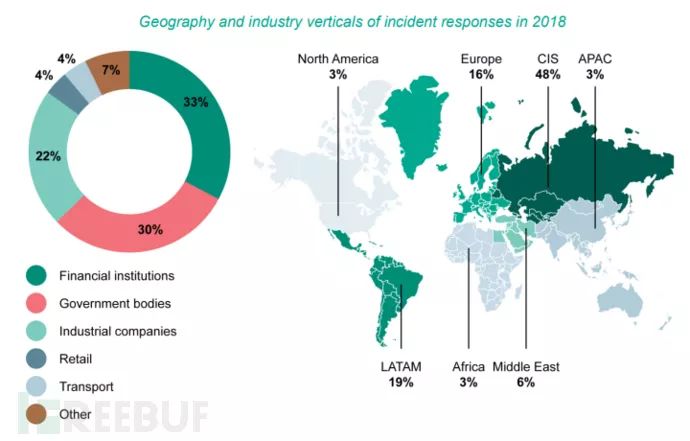 Geography and industry verticals of incident responses in 2018
4%
4%
7%
33%
22%
30%
Financial institutions
Government bodies
Industrial companies
Retail
Transport
Other
North America
3%
Europe
16%
CIS
48%
APAC
3%
LATAM
19%
Africa
3%
Middle East
6%
FREEBUF